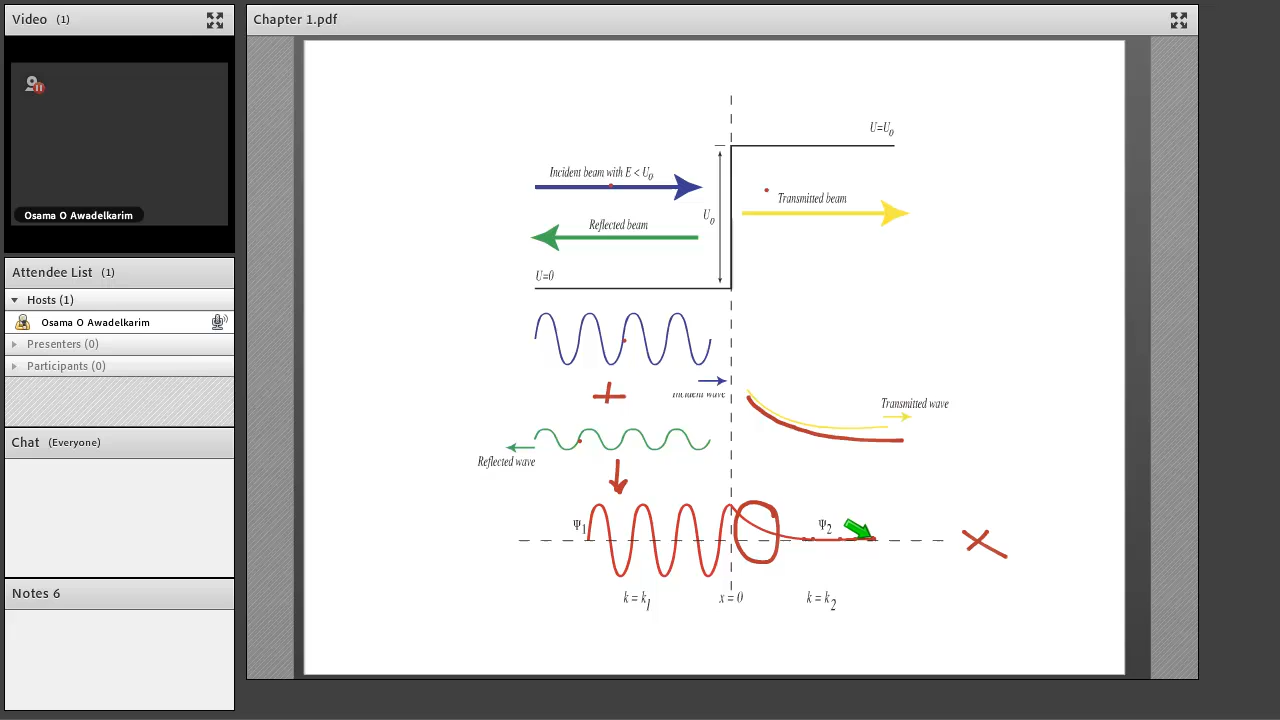 Video (1)
Osama O Awadelkarim
Attendee List (1)
Hosts (1)
Osama O Awadelkarim
Presenters (0)
Participants (0)
Chat (Everyone)
Notes 6
Chapter 1.pdf
U=U₀
Incident beam with E < U₀
Transmitted beam
U₀
Reflected beam
U=0
Incident wave
Transmitted wave
Reflected wave
Ψ₁
Ψ₂
k = k₁
x = 0
k = k₂